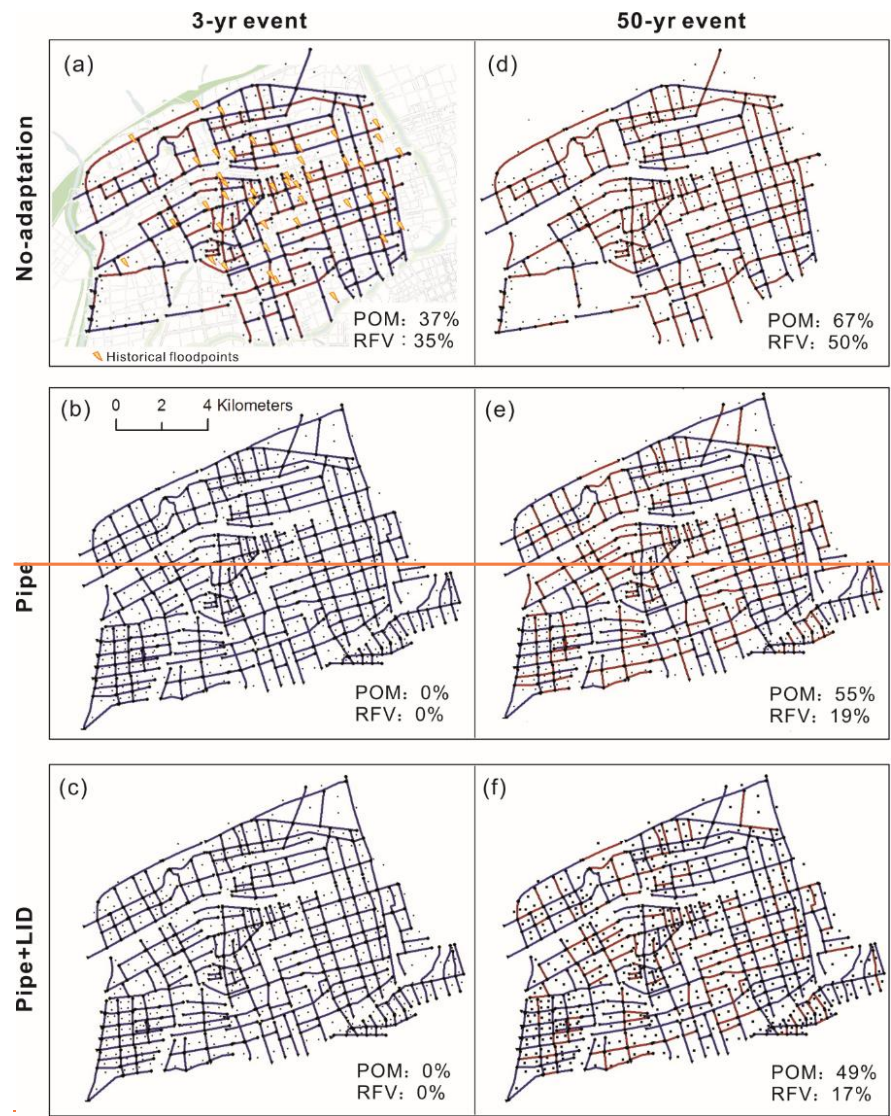 3-yr event
50-yr event
No-adaptation
(a)
POM: 37%
RFV：35%
Historical floodpoints
(d)
POM: 67%
RFV: 50%
Pipe
(b)
0 2 4 Kilometers
POM: 0%
RFV: 0%
(e)
POM: 55%
RFV: 19%
Pipe+LID
(c)
POM: 0%
RFV: 0%
(f)
POM: 49%
RFV: 17%